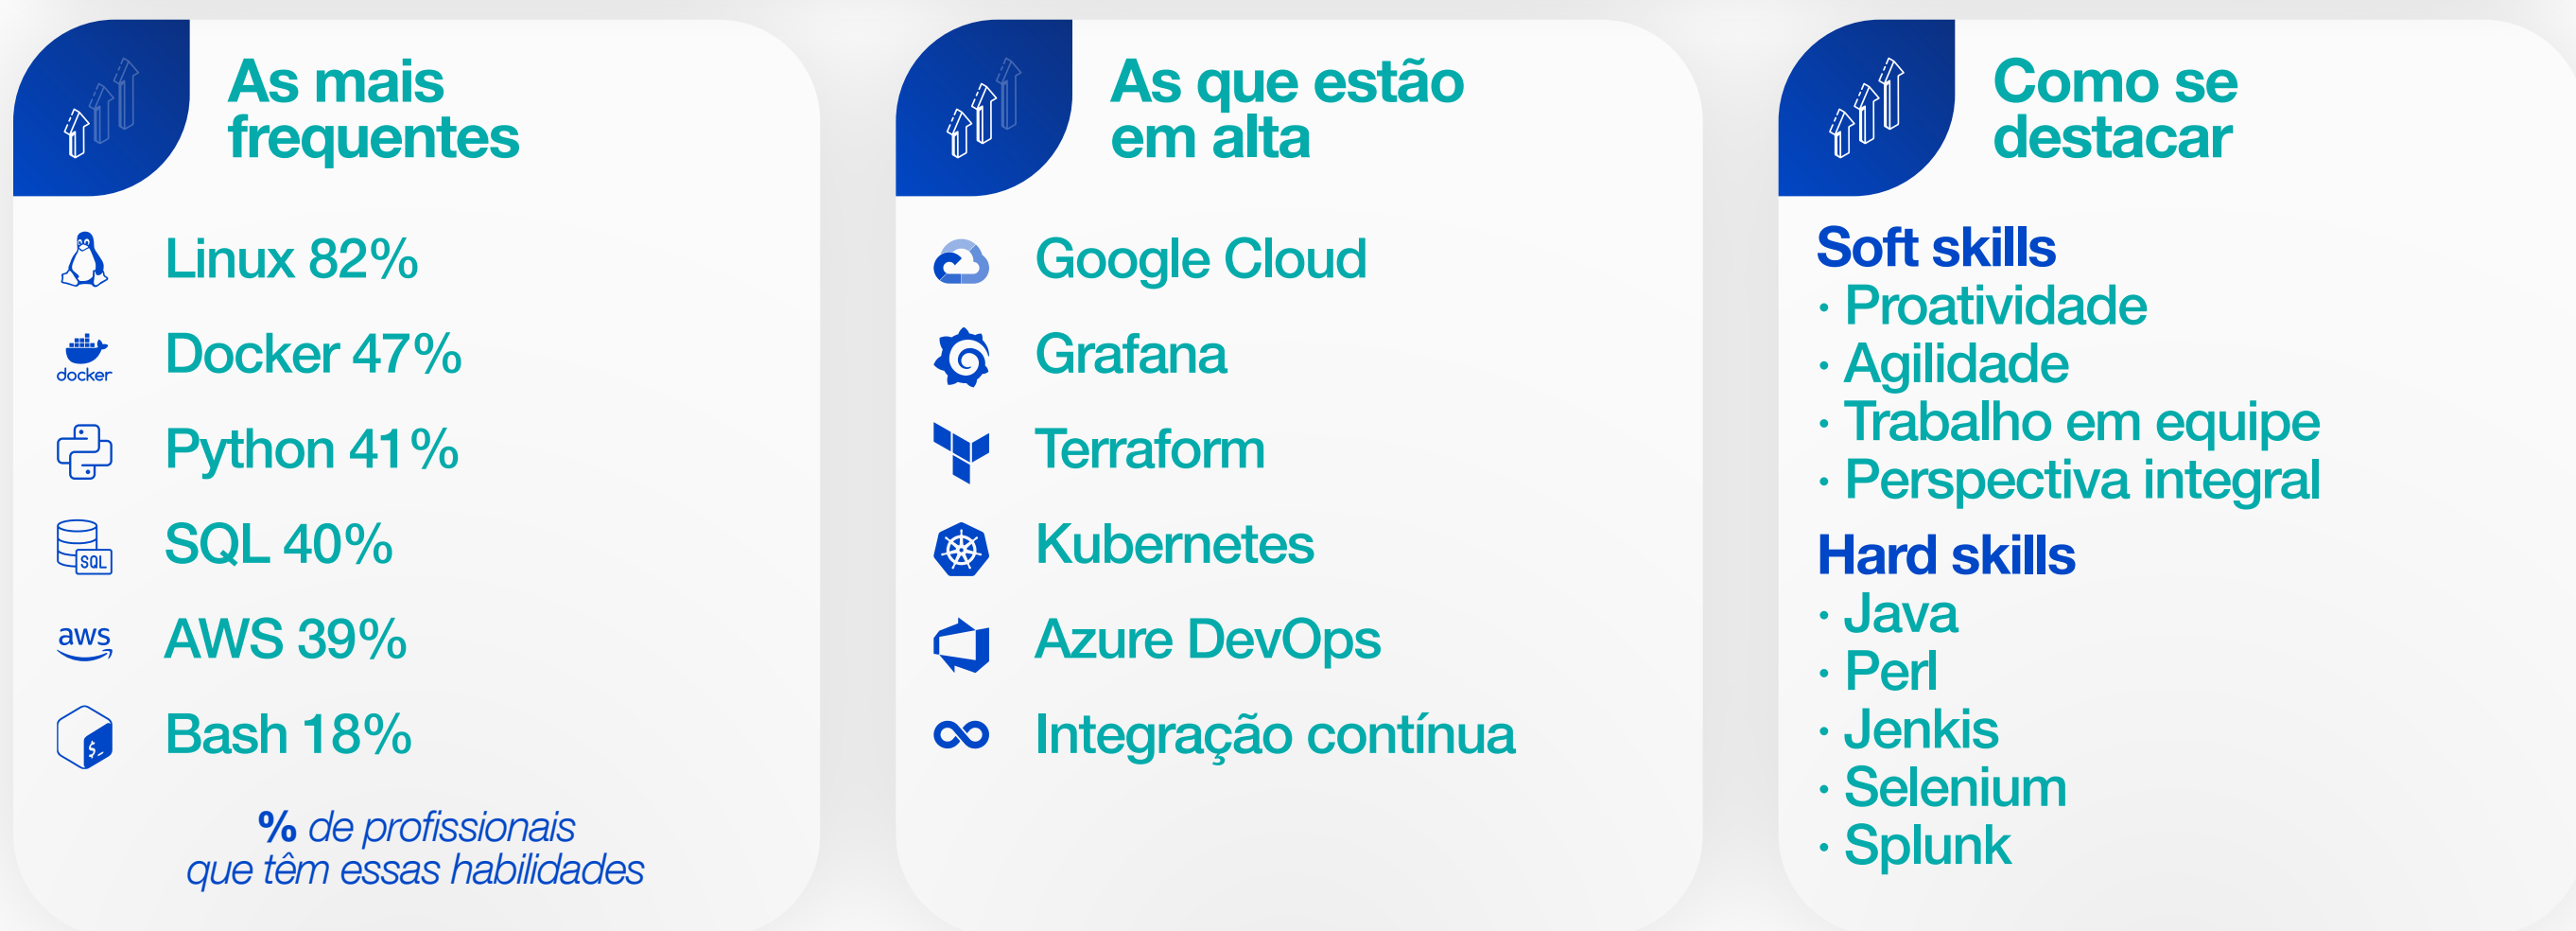 As mais
frequentes
Linux 82%
docker
Docker 47%
Python 41%
SQL
SQL 40%
aws
AWS 39%
$_
Bash 18%
% de profissionais
que têm essas habilidades
As que estão
em alta
Google Cloud
Grafana
Terraform
Kubernetes
Azure DevOps
Integração contínua
Como se
destacar
Soft skills
· Proatividade
· Agilidade
· Trabalho em equipe
· Perspectiva integral
Hard skills
· Java
· Perl
· Jenkis
· Selenium
· Splunk